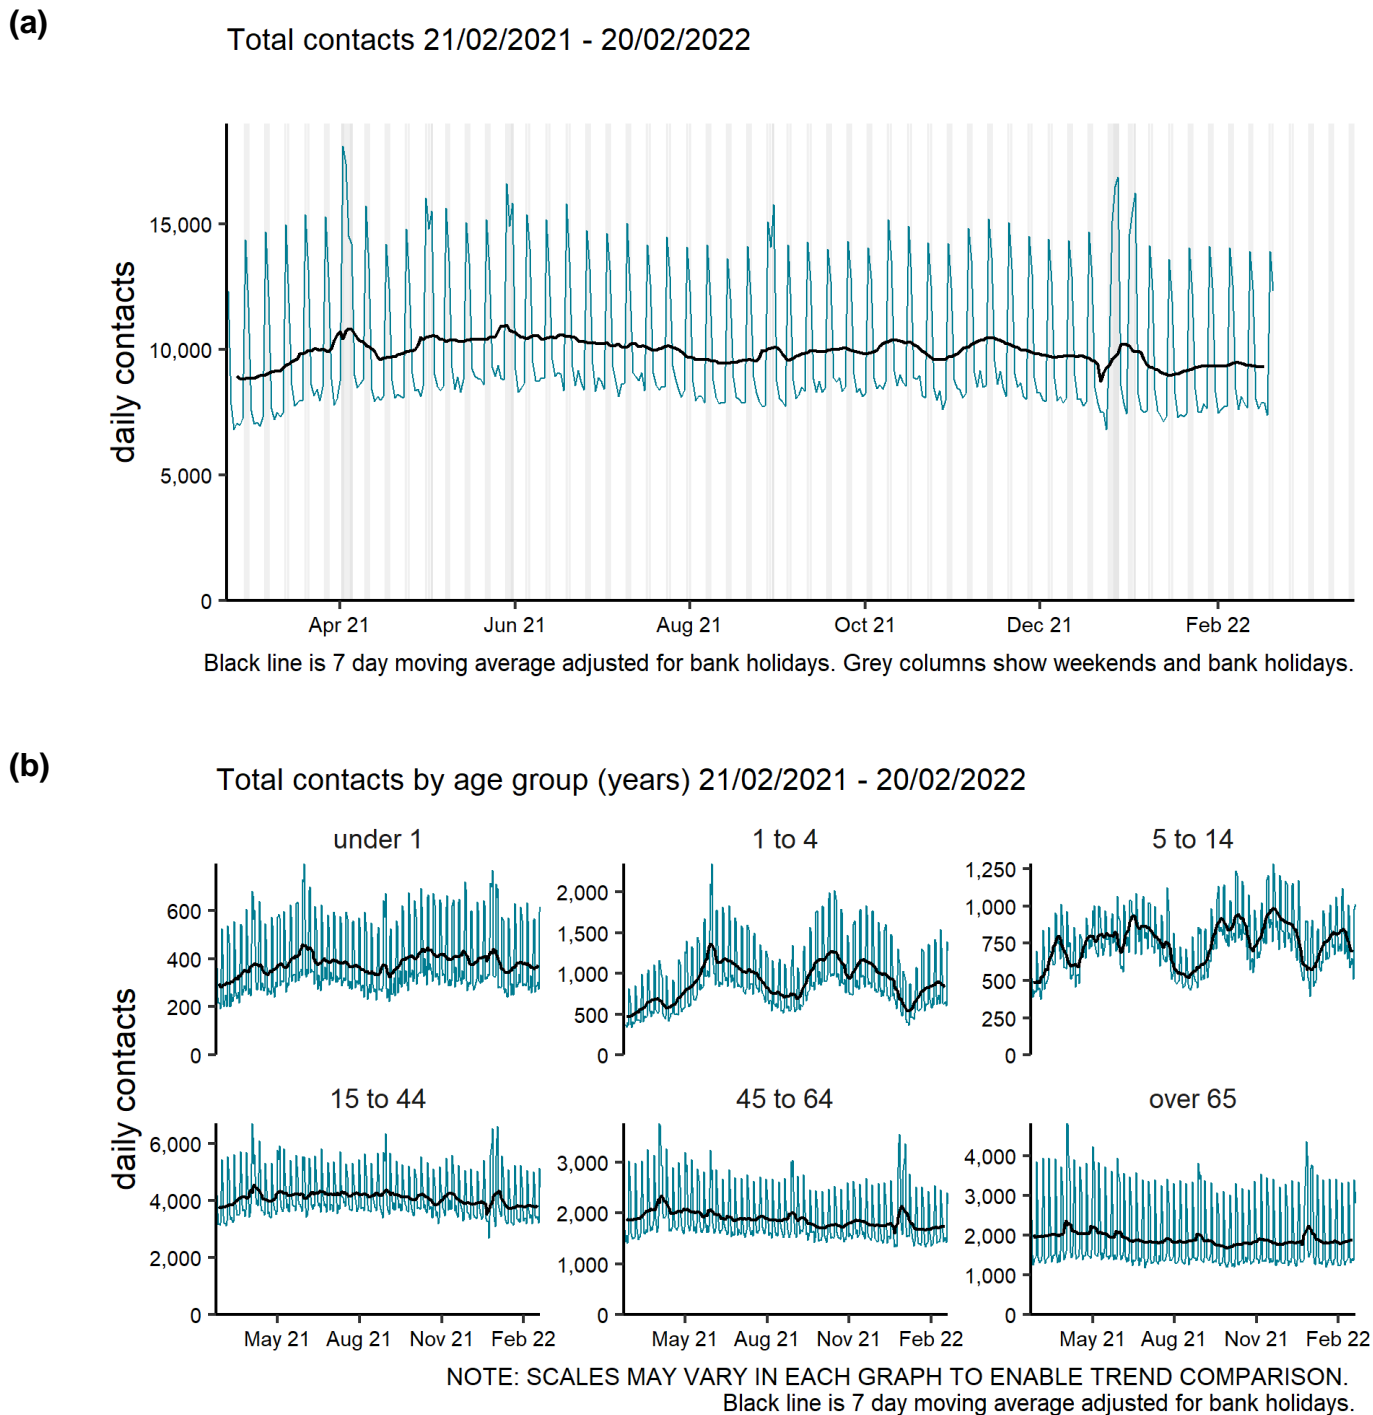 (a)
Total contacts 21/02/2021 - 20/02/2022
daily contacts
15,000
10,000
5,000
0
Apr 21 Jun 21 Aug 21 Oct 21 Dec 21 Feb 22
Black line is 7 day moving average adjusted for bank holidays. Grey columns show weekends and bank holidays.
(b)
Total contacts by age group (years) 21/02/2021 - 20/02/2022
daily contacts
under 1
600
400
200
0
1 to 4
2,000
1,500
1,000
500
0
5 to 14
1,250
1,000
750
500
250
0
15 to 44
6,000
4,000
2,000
0
May 21 Aug 21 Nov 21 Feb 22
45 to 64
3,000
2,000
1,000
0
May 21 Aug 21 Nov 21 Feb 22
over 65
4,000
3,000
2,000
1,000
0
May 21 Aug 21 Nov 21 Feb 22
NOTE: SCALES MAY VARY IN EACH GRAPH TO ENABLE TREND COMPARISON.
Black line is 7 day moving average adjusted for bank holidays.